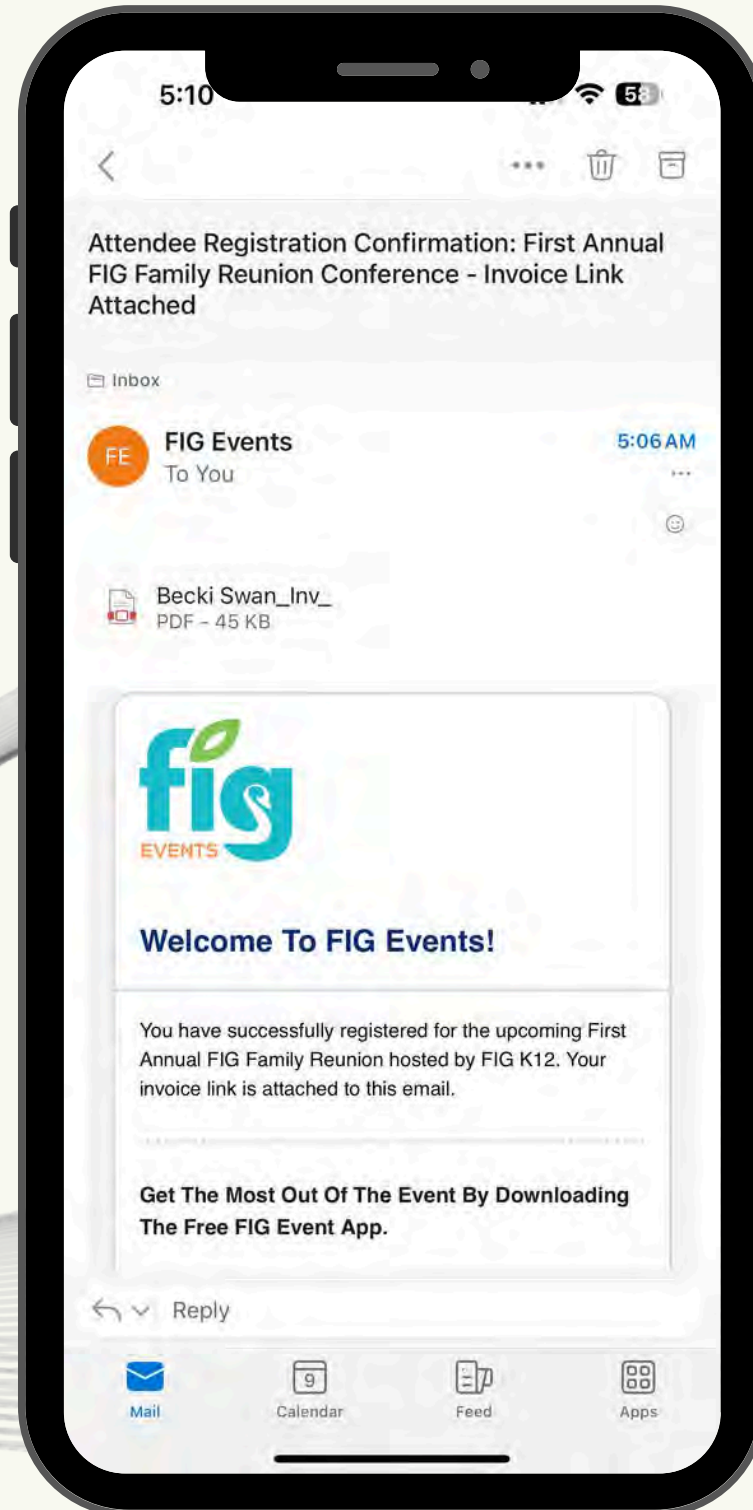 5:10
58
Attendee Registration Confirmation: First Annual
FIG Family Reunion Conference - Invoice Link
Attached
Inbox
FE
FIG Events
5:06 AM
To You
Becki Swan_Inv_
PDF - 45 KB
fig
EVENTS
Welcome To FIG Events!
You have successfully registered for the upcoming First
Annual FIG Family Reunion hosted by FIG K12. Your
invoice link is attached to this email.
Get The Most Out Of The Event By Downloading
The Free FIG Event App.
Reply
9
Mail
Calendar
Feed
Apps